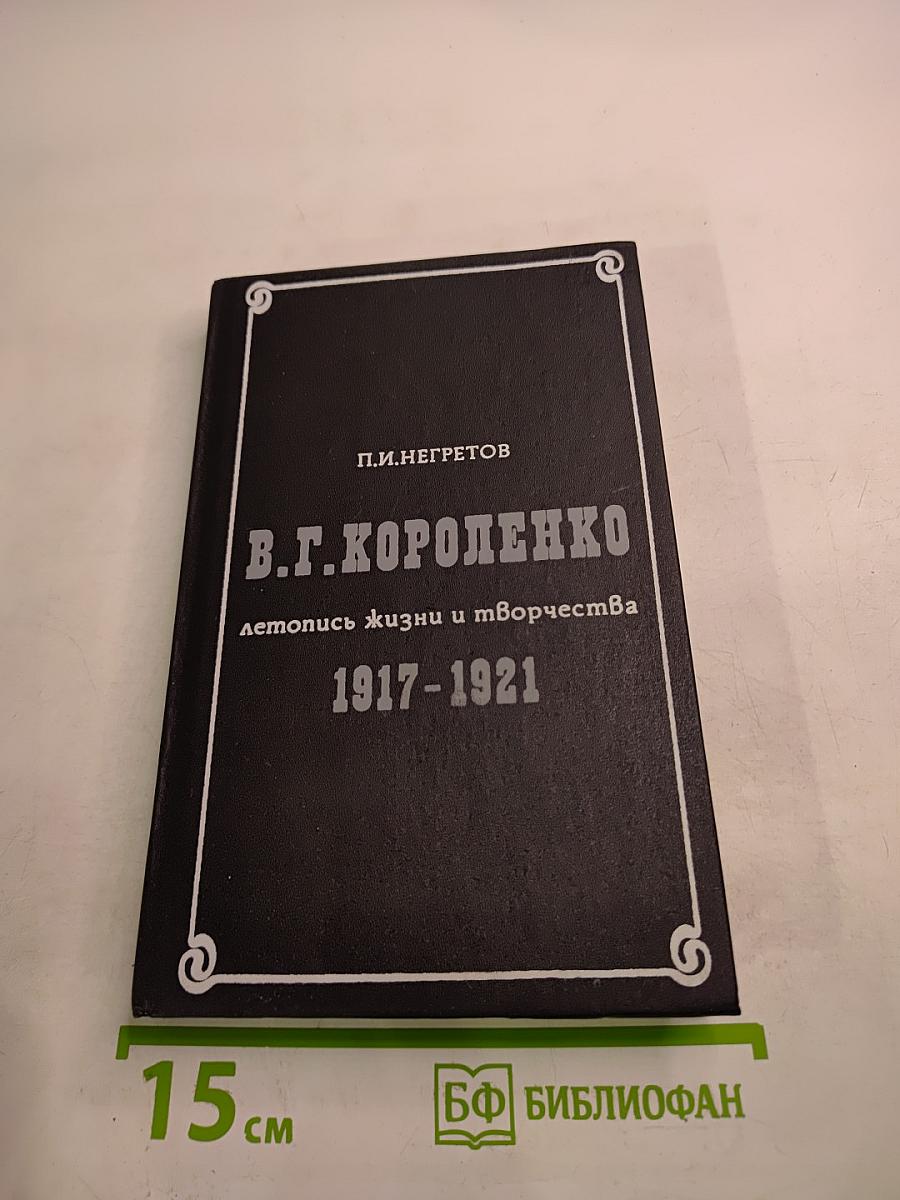 П.И.НЕГРЕТОВ
В.Г.КОРОЛЕНКО
летопись жизни и творчества
1917-1921
15 см
БФ БИБЛИОФАН